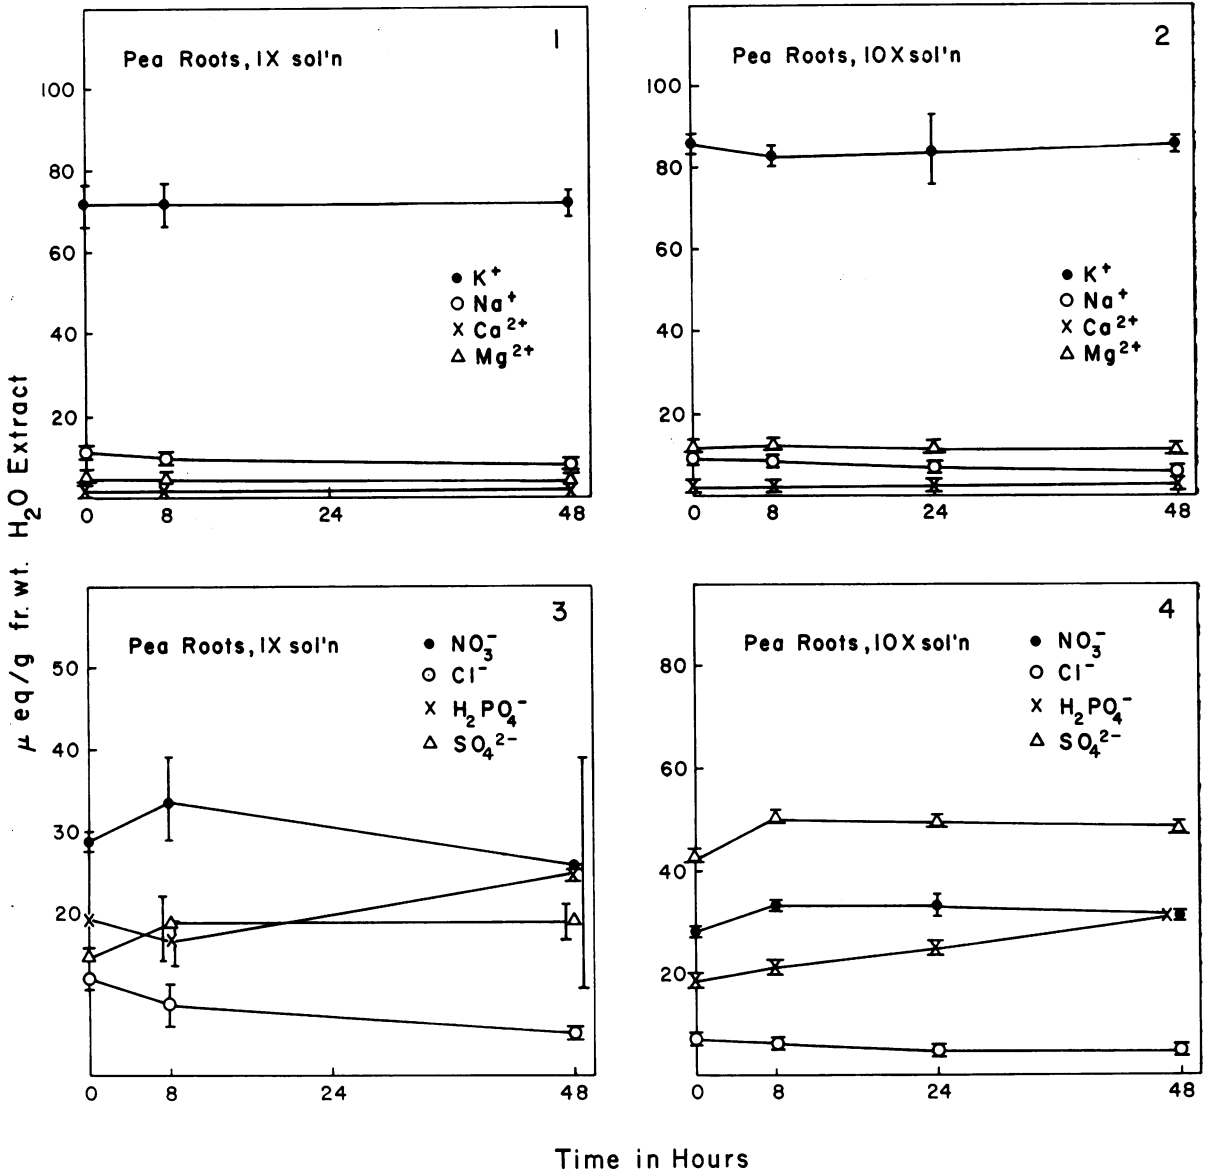 μeq/g fr. wt. H₂O Extract
1
Pea Roots, 1X sol'n
100
80
60
40
20
K⁺
Na⁺
Ca²⁺
Mg²⁺
0 8 24 48
2
Pea Roots, 10X sol'n
100
80
60
40
20
K⁺
Na⁺
Ca²⁺
Mg²⁺
0 8 24 48
3
Pea Roots, 1X sol'n
NO₃⁻
Cl⁻
H₂PO₄⁻
SO₄²⁻
50
40
30
20
0 8 24 48
4
Pea Roots, 10X sol'n
NO₃⁻
Cl⁻
H₂PO₄⁻
SO₄²⁻
80
60
40
20
0 8 24 48
Time in Hours